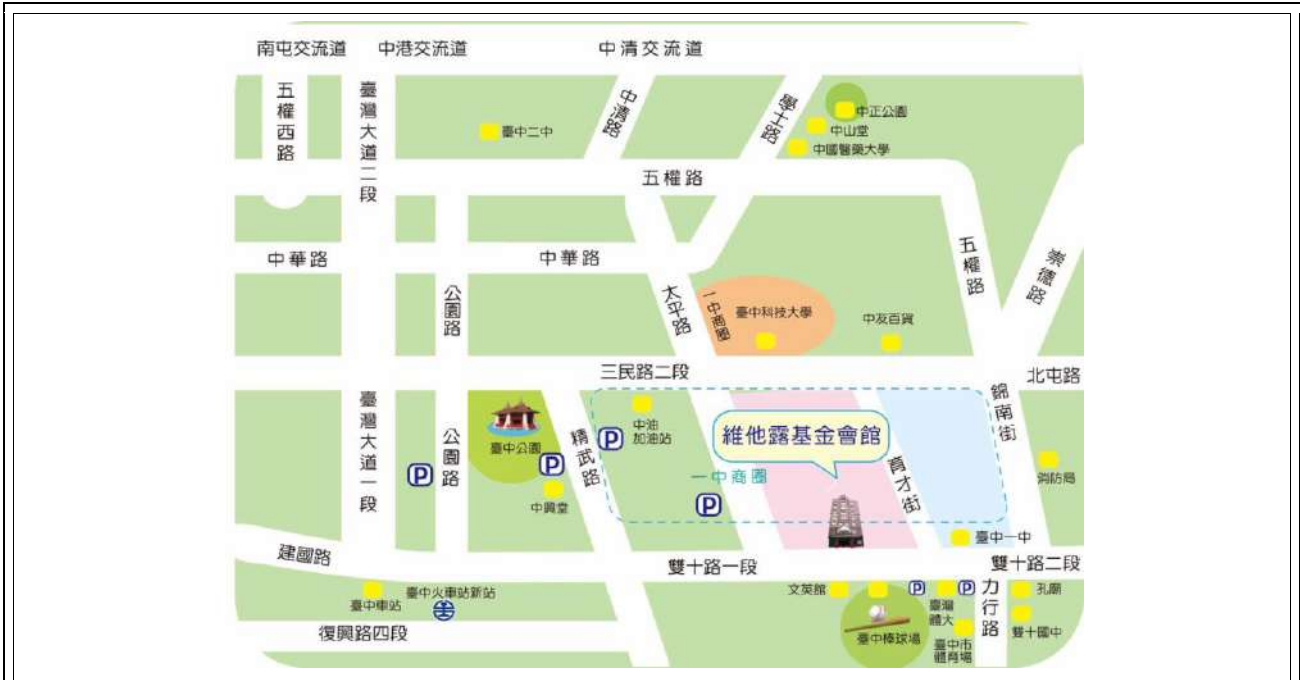 南屯交流道
中港交流道
中清交流道
五權西路
臺灣大道二段
臺中二中
中清路
學士路
中正公園
中山堂
中國醫藥大學
五權路
中華路
中華路
五權路
崇德路
公園路
太平路
一中商圈
臺中科技大學
中友百貨
三民路二段
北屯路
臺灣大道一段
公園路
臺中公園
P
P
中興堂
精武路
P
中油
加油站
維他露基金會館
一中商圈
P
育才街
錦南街
消防局
臺中一中
建國路
雙十路一段
雙十路二段
臺中車站
臺中火車站新站
復興路四段
文英館
臺中棒球場
P
臺灣
體大
P
臺中市
體育場
力行路
孔廟
雙十國中